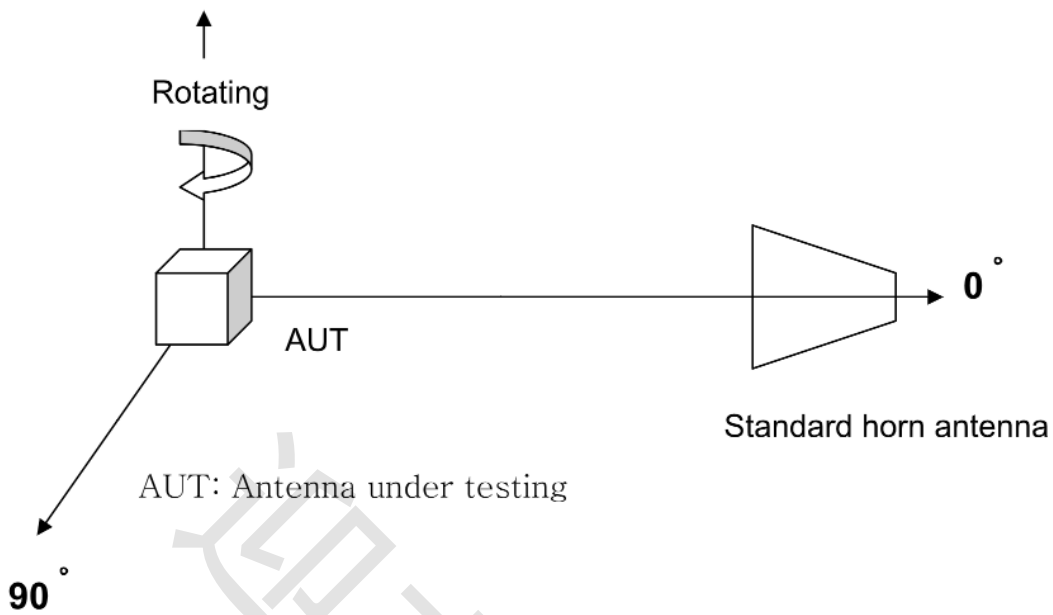 Rotating
0°
AUT
Standard horn antenna
AUT: Antenna under testing
90°